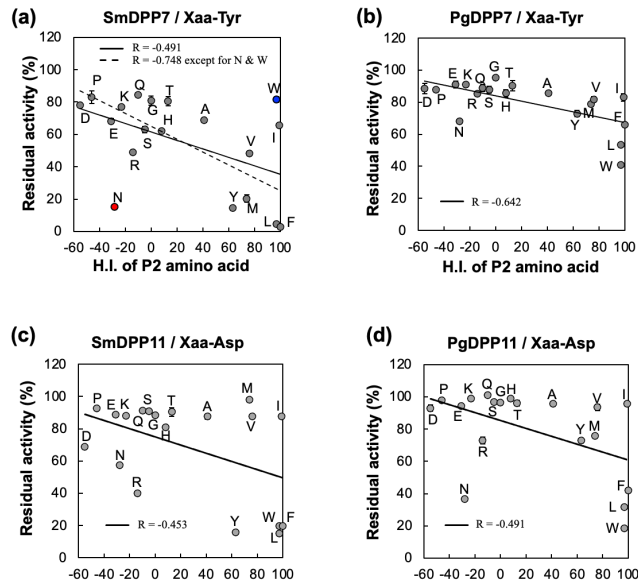 (a) SmDPP7 / Xaa-Tyr
R = -0.491
R = -0.748 except for N & W
Residual activity (%)
120
100
80
60
40
20
0
P
D
K
E
Q
G
T
S
H
R
N
A
W
I
V
Y
M
L
F
-60 -40 -20 0 20 40 60 80 100
H.I. of P2 amino acid
(b) PgDPP7 / Xaa-Tyr
Residual activity (%)
120
100
80
60
40
20
0
D
P
E
K
N
R
Q
S
G
H
T
A
Y
M
V
I
F
L
W
R = -0.642
-60 -40 -20 0 20 40 60 80 100
H.I. of P2 amino acid
(c) SmDPP11 / Xaa-Asp
Residual activity (%)
120
100
80
60
40
20
0
P
D
E
K
N
R
Q
S
G
H
T
A
M
V
I
Y
W
F
L
R = -0.453
-60 -40 -20 0 20 40 60 80 100
(d) PgDPP11 / Xaa-Asp
Residual activity (%)
120
100
80
60
40
20
0
P
D
E
K
N
R
Q
S
G
H
T
A
Y
M
V
I
F
L
W
R = -0.491
-60 -40 -20 0 20 40 60 80 100